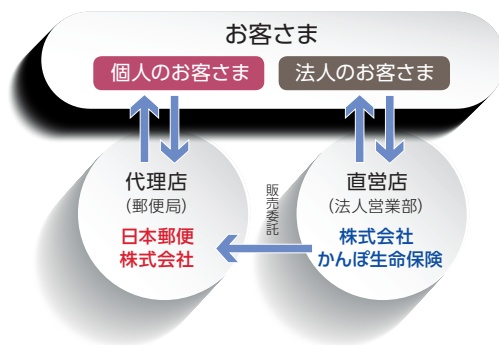 お客さま
個人のお客さま
法人のお客さま
代理店
(郵便局)
日本郵便
株式会社
販売委託
直営店
(法人営業部)
株式会社
かんぽ生命保険